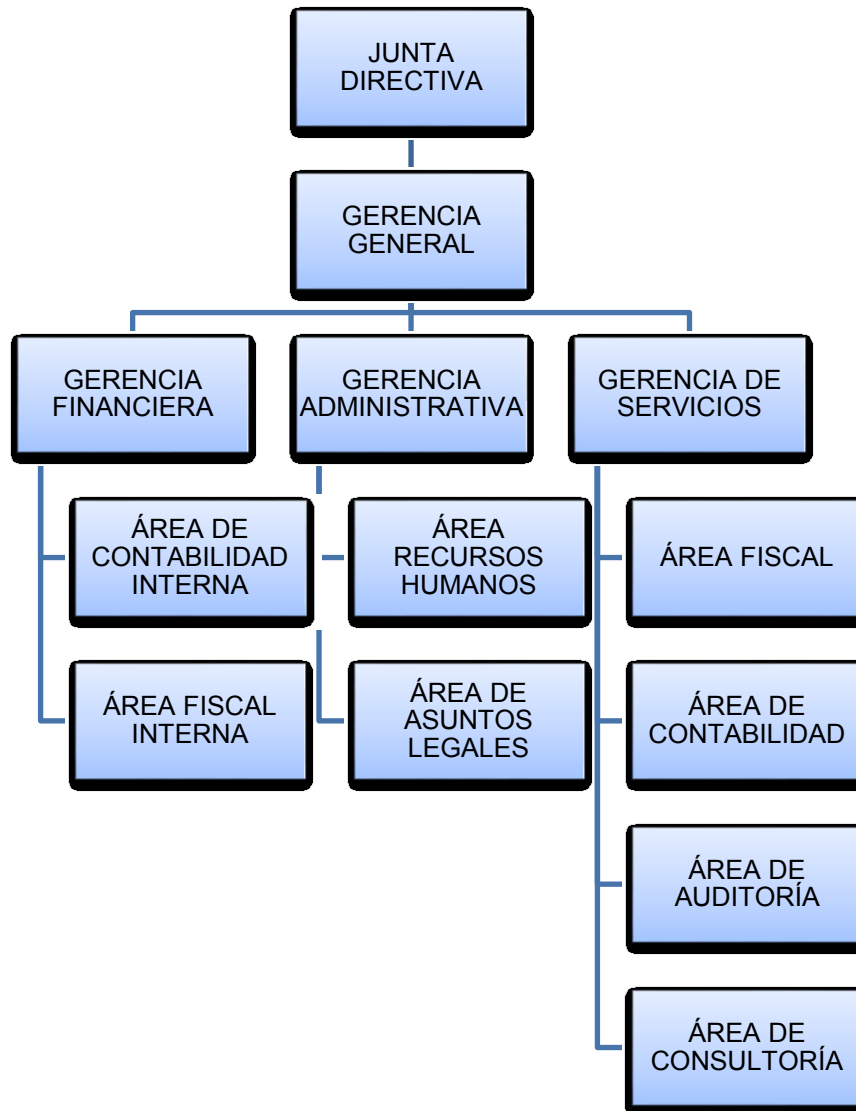 JUNTA
DIRECTIVA
GERENCIA
GENERAL
GERENCIA
FINANCIERA
GERENCIA
ADMINISTRATIVA
GERENCIA DE
SERVICIOS
ÁREA DE
CONTABILIDAD
INTERNA
ÁREA
RECURSOS
HUMANOS
ÁREA FISCAL
ÁREA FISCAL
INTERNA
ÁREA DE
ASUNTOS
LEGALES
ÁREA DE
CONTABILIDAD
ÁREA DE
AUDITORÍA
ÁREA DE
CONSULTORÍA